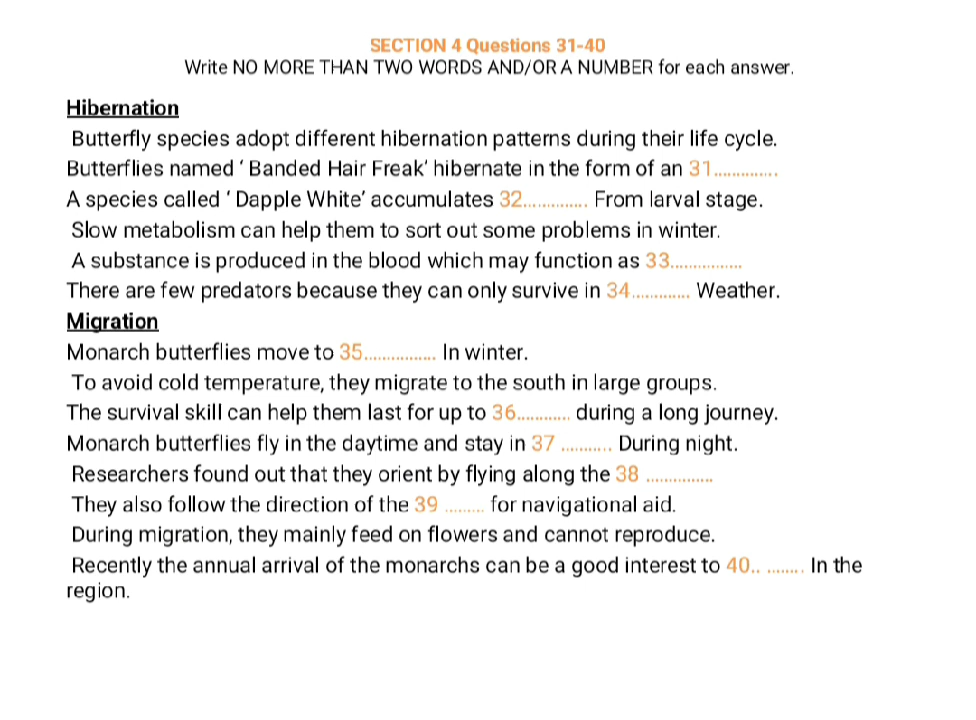 SECTION 4 Questions 31-40
Write NO MORE THAN TWO WORDS AND/OR A NUMBER for each answer.
Hibernation
Butterfly species adopt different hibernation patterns during their life cycle.
Butterflies named ‘ Banded Hair Freak’ hibernate in the form of an 31..............
A species called ‘ Dapple White’ accumulates 32.............. From larval stage.
Slow metabolism can help them to sort out some problems in winter.
A substance is produced in the blood which may function as 33................
There are few predators because they can only survive in 34............. Weather.
Migration
Monarch butterflies move to 35................ In winter.
To avoid cold temperature, they migrate to the south in large groups.
The survival skill can help them last for up to 36............ during a long journey.
Monarch butterflies fly in the daytime and stay in 37 ........... During night.
Researchers found out that they orient by flying along the 38 ...............
They also follow the direction of the 39 ......... for navigational aid.
During migration, they mainly feed on flowers and cannot reproduce.
Recently the annual arrival of the monarchs can be a good interest to 40.. ........ In the
region.